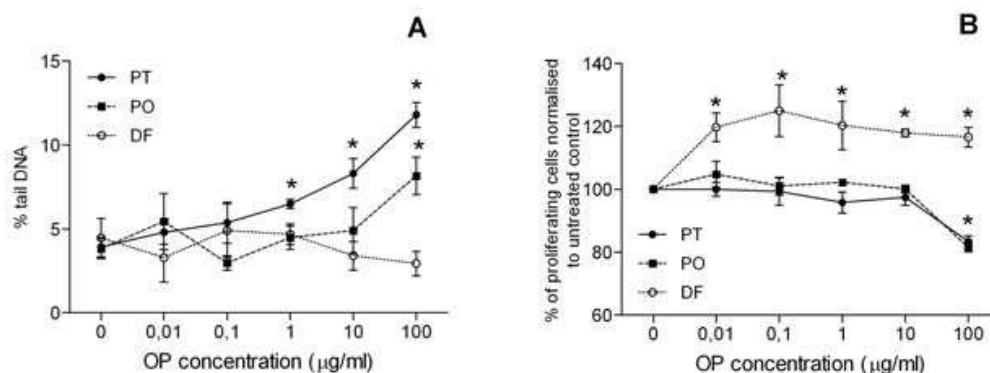 A
15
10
5
0
% tail DNA
PT
PO
DF
*
*
*
*
0
0,01
0,1
1
10
100
OP concentration (µg/ml)
B
140
120
100
80
60
% of proliferating cells normalised
to untreated control
*
*
*
*
*
*
PT
PO
DF
0
0,01
0,1
1
10
100
OP concentration (µg/ml)